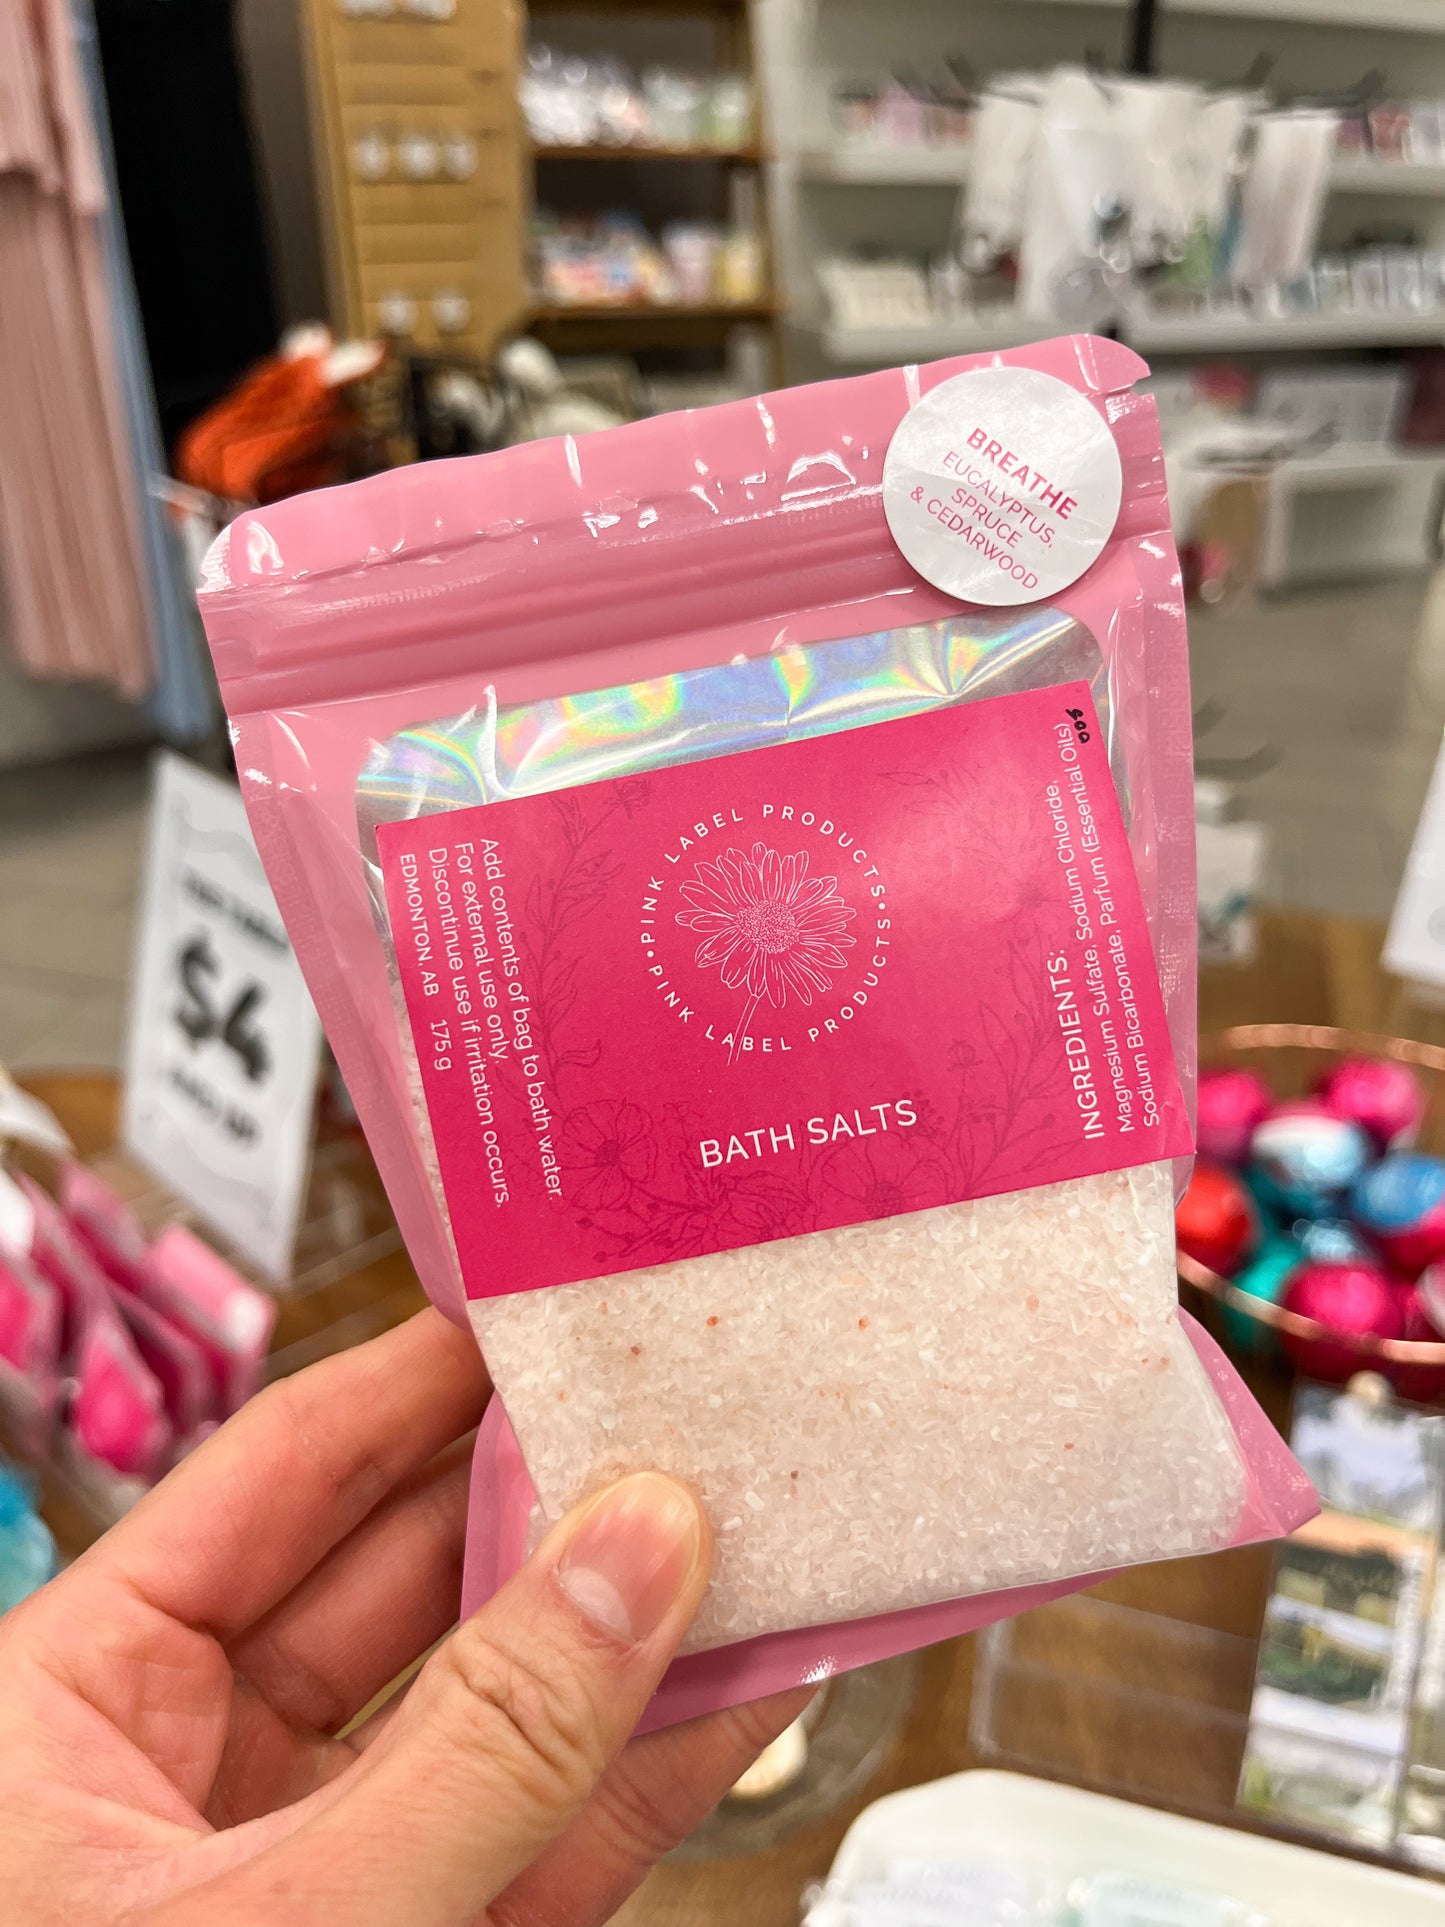 BREATHE
EUCALYPTUS,
SPRUCE
& CEDARWOOD
PINK LABEL PRODUCTS • PINK LABEL PRODUCTS •
BATH SALTS
Add contents of bag to bath water.
For external use only.
Discontinue use if irritation occurs.
EDMONTON, AB 175 g
INGREDIENTS:
Magnesium Sulfate, Sodium Chloride,
Sodium Bicarbonate, Parfum (Essential Oils)
$4